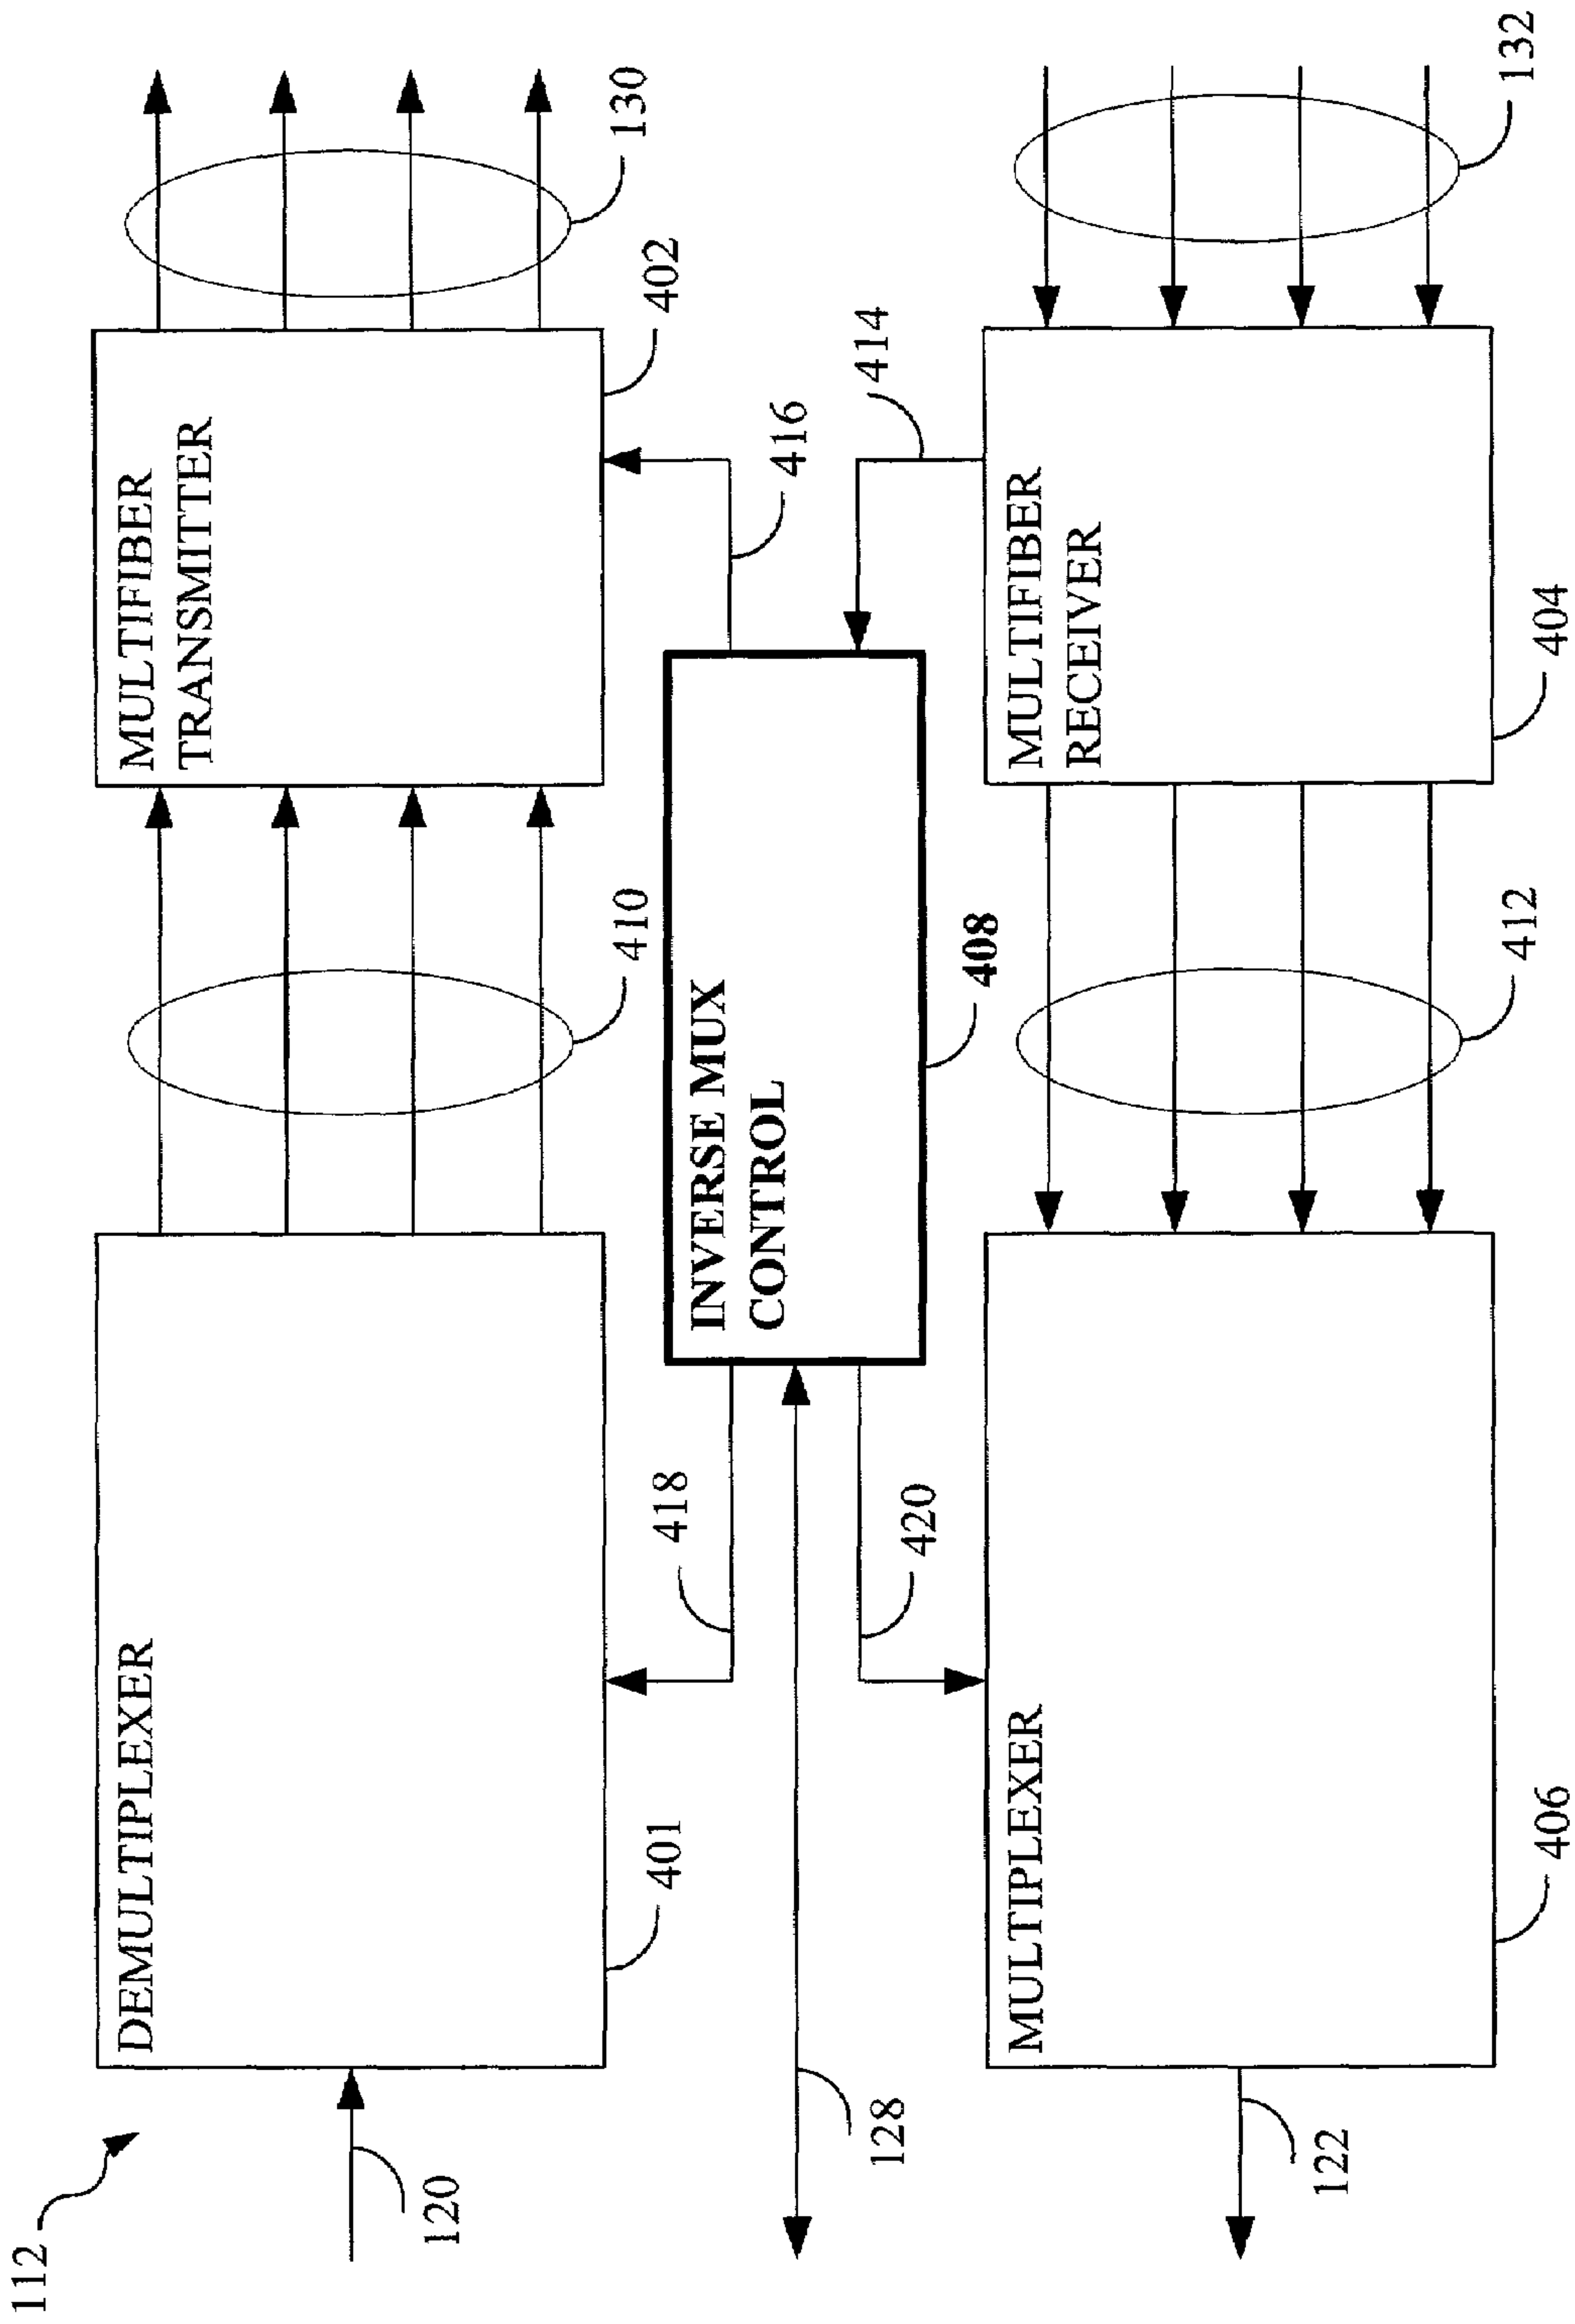 112
120
DEMULTIPLEXER
401
410
MULTIFIBER
TRANSMITTER
402
130
418
128
420
INVERSE MUX
CONTROL
408
416
414
122
MULTIPLEXER
406
412
MULTIFIBER
RECEIVER
404
132